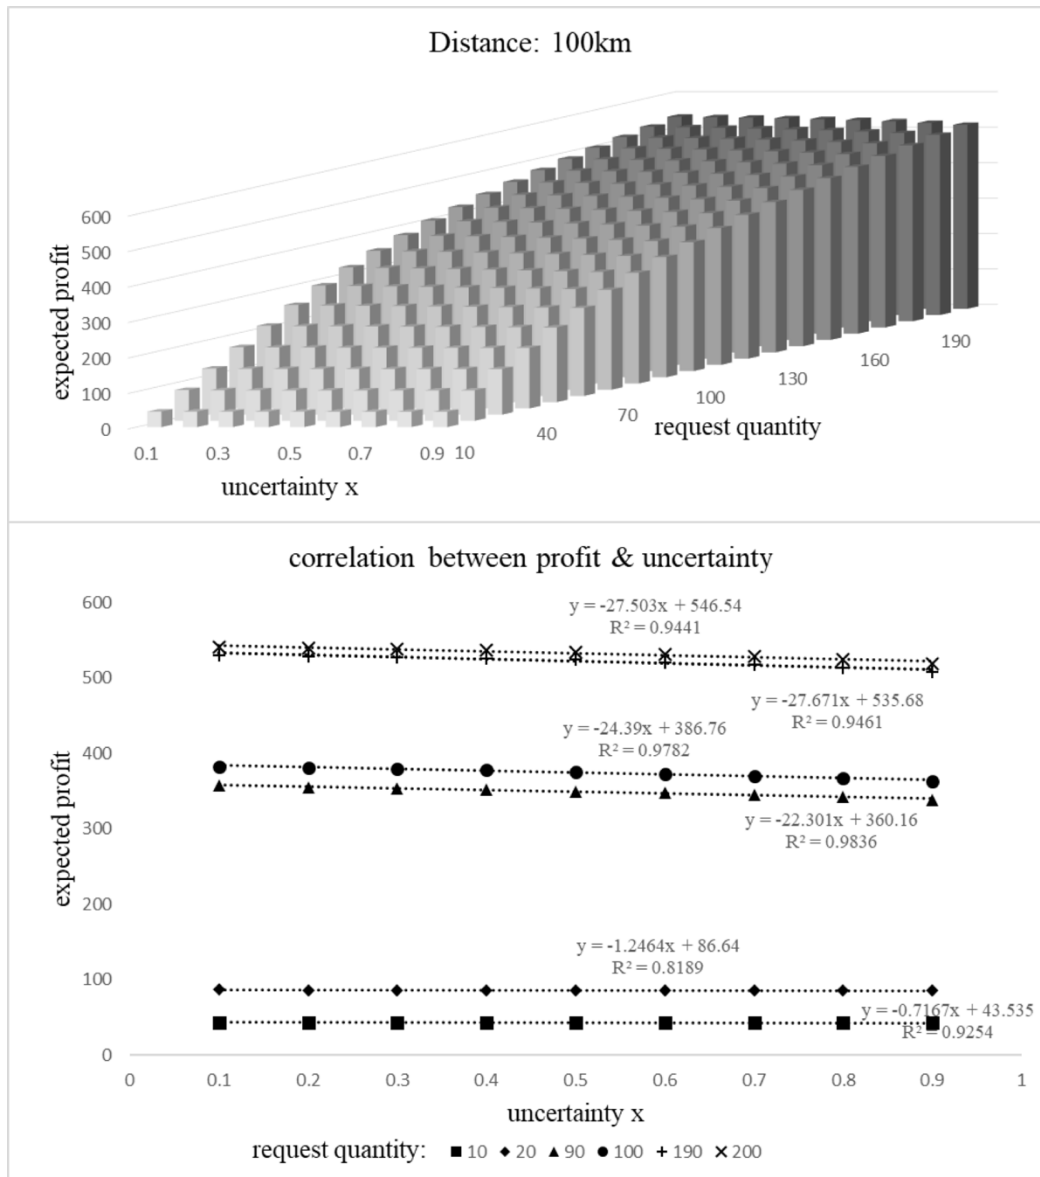 Distance: 100km
600
500
400
300
200
100
0
expected profit
0.1 0.3 0.5 0.7 0.9
uncertainty x
10 40 70 100 130 160 190
request quantity
correlation between profit & uncertainty
600
500
400
300
200
100
0
expected profit
y = -27.503x + 546.54
R² = 0.9441
y = -27.671x + 535.68
R² = 0.9461
y = -24.39x + 386.76
R² = 0.9782
y = -22.301x + 360.16
R² = 0.9836
y = -1.2464x + 86.64
R² = 0.8189
y = -0.7167x + 43.535
R² = 0.9254
0 0.1 0.2 0.3 0.4 0.5 0.6 0.7 0.8 0.9 1
uncertainty x
request quantity: 10 20 90 100 190 200